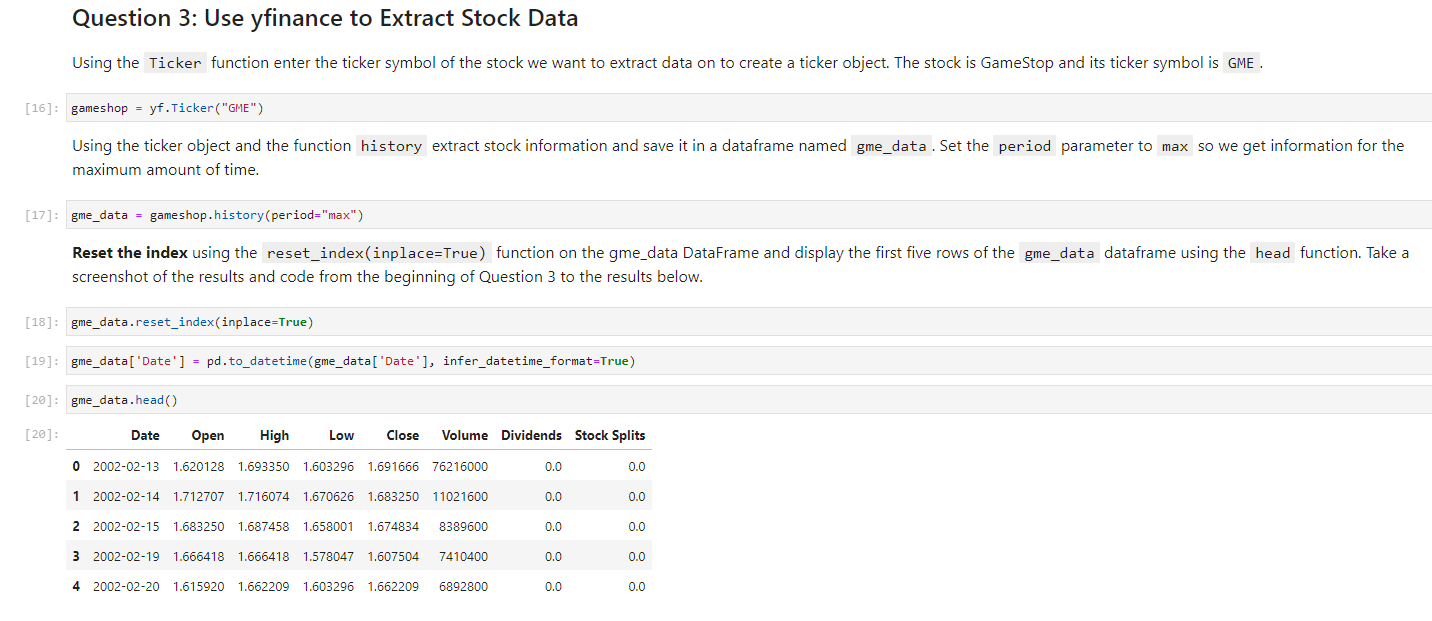 Question 3: Use yfinance to Extract Stock Data
Using the Ticker function enter the ticker symbol of the stock we want to extract data on to create a ticker object. The stock is GameStop and its ticker symbol is GME .
[16]: gameshop = yf.Ticker("GME")
Using the ticker object and the function history extract stock information and save it in a dataframe named gme_data . Set the period parameter to max so we get information for the
maximum amount of time.
[17]: gme_data = gameshop.history(period="max")
Reset the index using the reset_index(inplace=True) function on the gme_data DataFrame and display the first five rows of the gme_data dataframe using the head function. Take a
screenshot of the results and code from the beginning of Question 3 to the results below.
[18]: gme_data.reset_index(inplace=True)
[19]: gme_data['Date'] = pd.to_datetime(gme_data['Date'], infer_datetime_format=True)
[20]: gme_data.head()
[20]: Date Open High Low Close Volume Dividends Stock Splits
0 2002-02-13 1.620128 1.693350 1.603296 1.691666 76216000 0.0 0.0
1 2002-02-14 1.712707 1.716074 1.670626 1.683250 11021600 0.0 0.0
2 2002-02-15 1.683250 1.687458 1.658001 1.674834 8389600 0.0 0.0
3 2002-02-19 1.666418 1.666418 1.578047 1.607504 7410400 0.0 0.0
4 2002-02-20 1.615920 1.662209 1.603296 1.662209 6892800 0.0 0.0